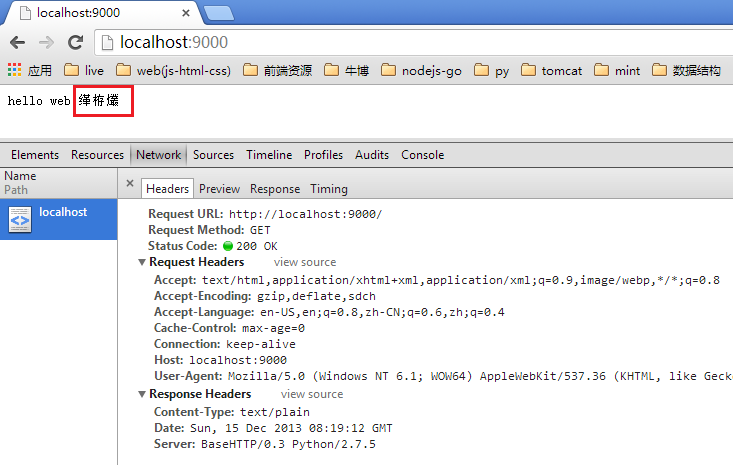 localhost:9000
localhost:9000
应用 live web(js-html-css) 前端资源 牛博 nodejs-go py tomcat mint 数据结构
hello web 缂栫爜
Elements Resources Network Sources Timeline Profiles Audits Console
Name
Path
localhost
Headers Preview Response Timing
Request URL: http://localhost:9000/
Request Method: GET
Status Code: 200 OK
Request Headers view source
Accept: text/html,application/xhtml+xml,application/xml;q=0.9,image/webp,*/*;q=0.8
Accept-Encoding: gzip,deflate,sdch
Accept-Language: en-US,en;q=0.8,zh-CN;q=0.6,zh;q=0.4
Cache-Control: max-age=0
Connection: keep-alive
Host: localhost:9000
User-Agent: Mozilla/5.0 (Windows NT 6.1; WOW64) AppleWebKit/537.36 (KHTML, like Geck
Response Headers view source
Content-Type: text/plain
Date: Sun, 15 Dec 2013 08:19:12 GMT
Server: BaseHTTP/0.3 Python/2.7.5